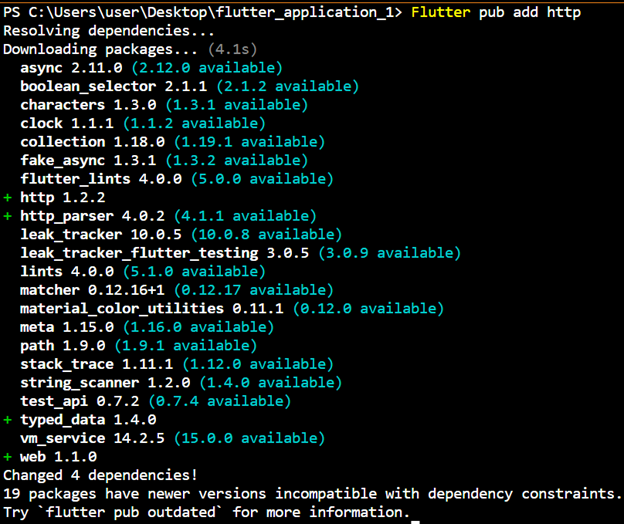 PS C:\Users\user\Desktop\flutter_application_1> Flutter pub add http
Resolving dependencies...
Downloading packages... (4.1s)
  async 2.11.0 (2.12.0 available)
  boolean_selector 2.1.1 (2.1.2 available)
  characters 1.3.0 (1.3.1 available)
  clock 1.1.1 (1.1.2 available)
  collection 1.18.0 (1.19.1 available)
  fake_async 1.3.1 (1.3.2 available)
  flutter_lints 4.0.0 (5.0.0 available)
+ http 1.2.2
+ http_parser 4.0.2 (4.1.1 available)
  leak_tracker 10.0.5 (10.0.8 available)
  leak_tracker_flutter_testing 3.0.5 (3.0.9 available)
  lints 4.0.0 (5.1.0 available)
  matcher 0.12.16+1 (0.12.17 available)
  material_color_utilities 0.11.1 (0.12.0 available)
  meta 1.15.0 (1.16.0 available)
  path 1.9.0 (1.9.1 available)
  stack_trace 1.11.1 (1.12.0 available)
  string_scanner 1.2.0 (1.4.0 available)
  test_api 0.7.2 (0.7.4 available)
+ typed_data 1.4.0
  vm_service 14.2.5 (15.0.0 available)
+ web 1.1.0
Changed 4 dependencies!
19 packages have newer versions incompatible with dependency constraints.
Try `flutter pub outdated` for more information.